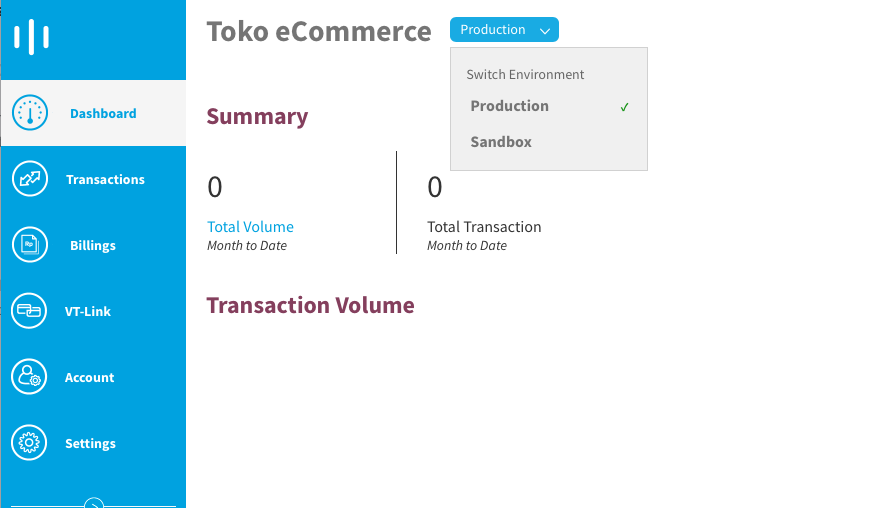 Toko eCommerce
Production
Switch Environment
Production ✓
Sandbox
Dashboard
Transactions
Rp
Billings
VT-Link
Account
Settings
Summary
0
Total Volume
Month to Date
0
Total Transaction
Month to Date
Transaction Volume